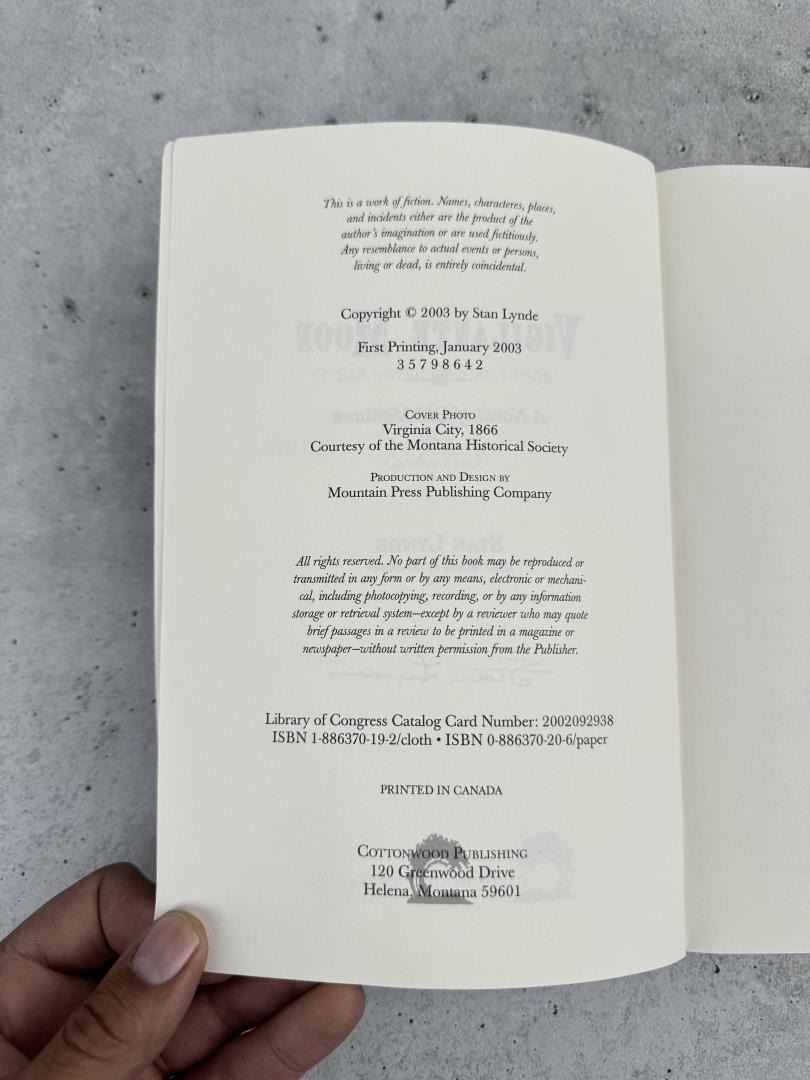 This is a work of fiction. Names, characteres, places,
and incidents either are the product of the
author's imagination or are used fictitiously.
Any resemblance to actual events or persons,
living or dead, is entirely coincidental.
Copyright © 2003 by Stan Lynde
First Printing, January 2003
3 5 7 9 8 6 4 2
COVER PHOTO
Virginia City, 1866
Courtesy of the Montana Historical Society
PRODUCTION AND DESIGN BY
Mountain Press Publishing Company
All rights reserved. No part of this book may be reproduced or
transmitted in any form or by any means, electronic or mechani-
cal, including photocopying, recording, or by any information
storage or retrieval system—except by a reviewer who may quote
brief passages in a review to be printed in a magazine or
newspaper—without written permission from the Publisher.
Library of Congress Catalog Card Number: 2002092938
ISBN 1-886370-19-2/cloth • ISBN 0-886370-20-6/paper
PRINTED IN CANADA
COTTONWOOD PUBLISHING
120 Greenwood Drive
Helena, Montana 59601